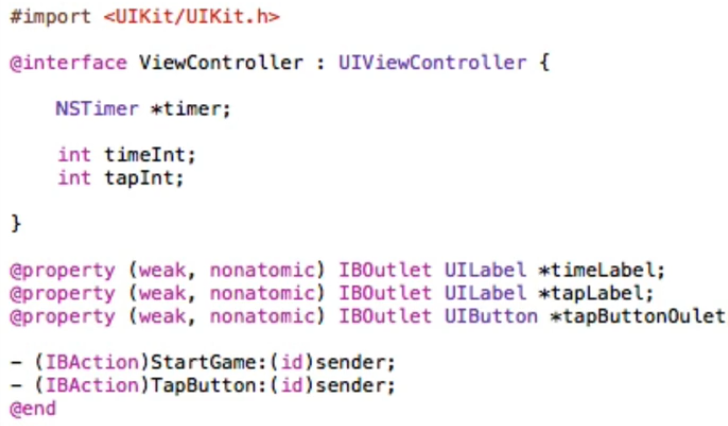 #import <UIKit/UIKit.h>
@interface ViewController : UIViewController {
NSTimer *timer;
int timeInt;
int tapInt;
}
@property (weak, nonatomic) IBOutlet UILabel *timeLabel;
@property (weak, nonatomic) IBOutlet UILabel *tapLabel;
@property (weak, nonatomic) IBOutlet UIButton *tapButtonOulet
- (IBAction)StartGame:(id)sender;
- (IBAction)TapButton:(id)sender;
@end